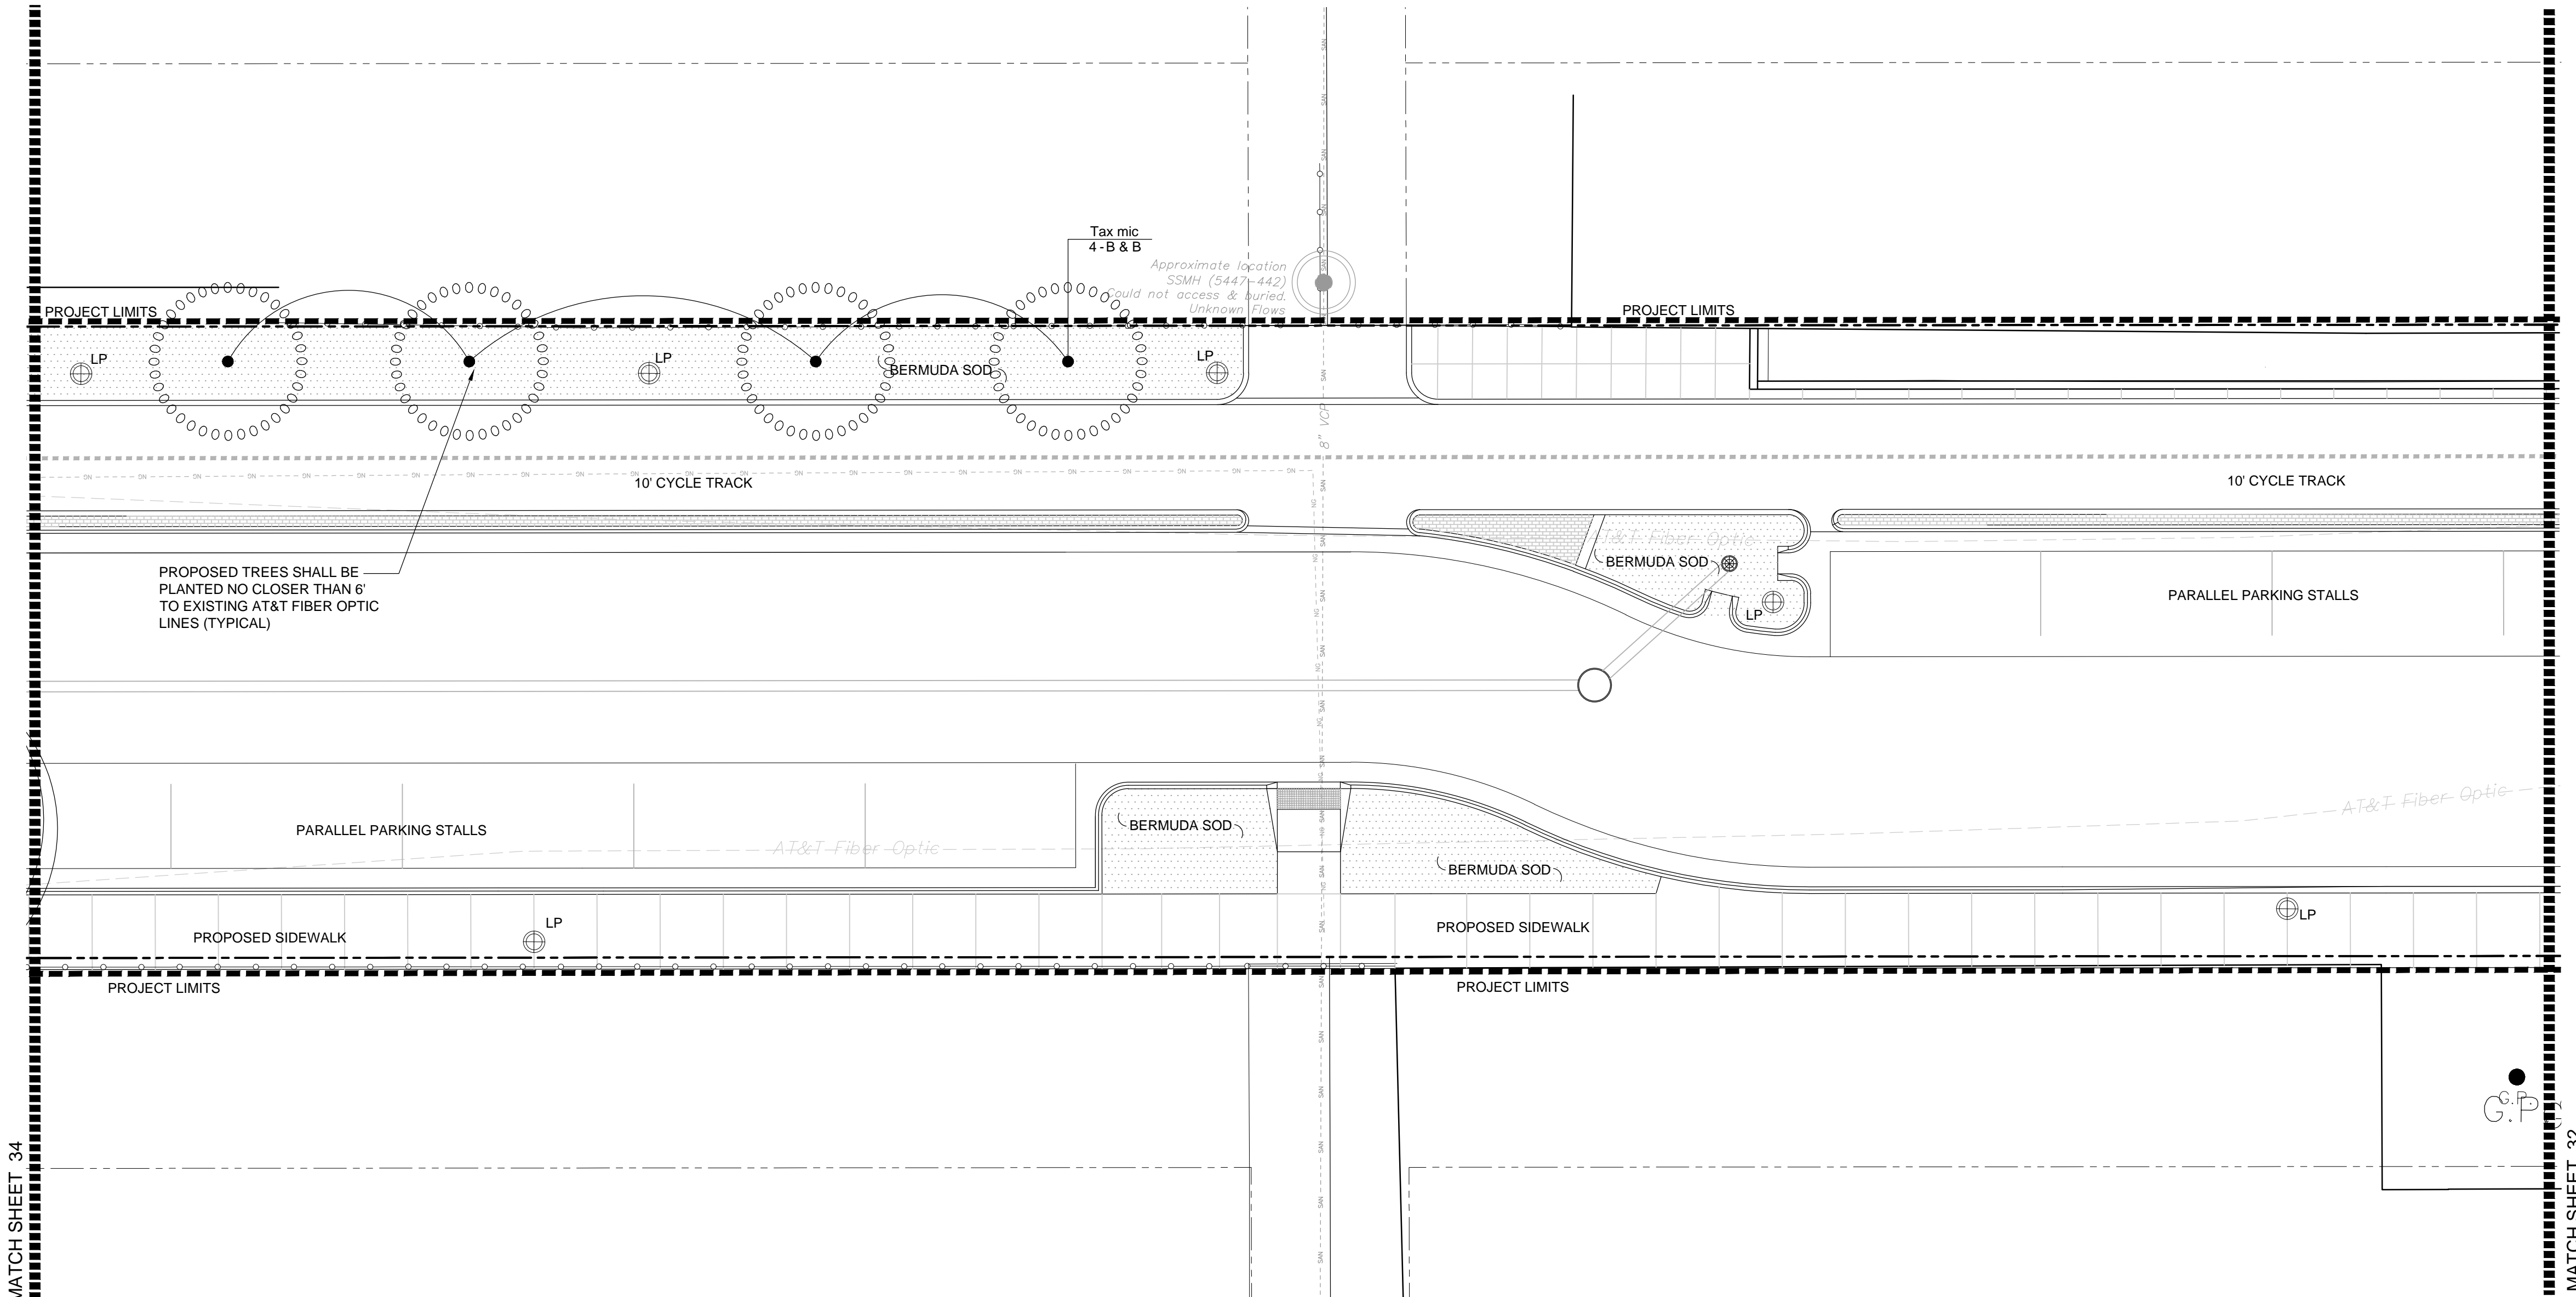 Tax mic
4 - B & B
Approximate location
SSMH (5447-442)
Could not access & buried.
Unknown Flows
PROJECT LIMITS
PROJECT LIMITS
LP
LP
LP
BERMUDA SOD
8" VCP
SAN
NG
10' CYCLE TRACK
10' CYCLE TRACK
AT&T Fiber Optic
BERMUDA SOD
LP
PROPOSED TREES SHALL BE
PLANTED NO CLOSER THAN 6'
TO EXISTING AT&T FIBER OPTIC
LINES (TYPICAL)
PARALLEL PARKING STALLS
PARALLEL PARKING STALLS
AT&T Fiber Optic
AT&T Fiber Optic
BERMUDA SOD
BERMUDA SOD
LP
LP
PROPOSED SIDEWALK
PROPOSED SIDEWALK
PROJECT LIMITS
PROJECT LIMITS
G.P.
G.P
MATCH SHEET 34
MATCH SHEET 32